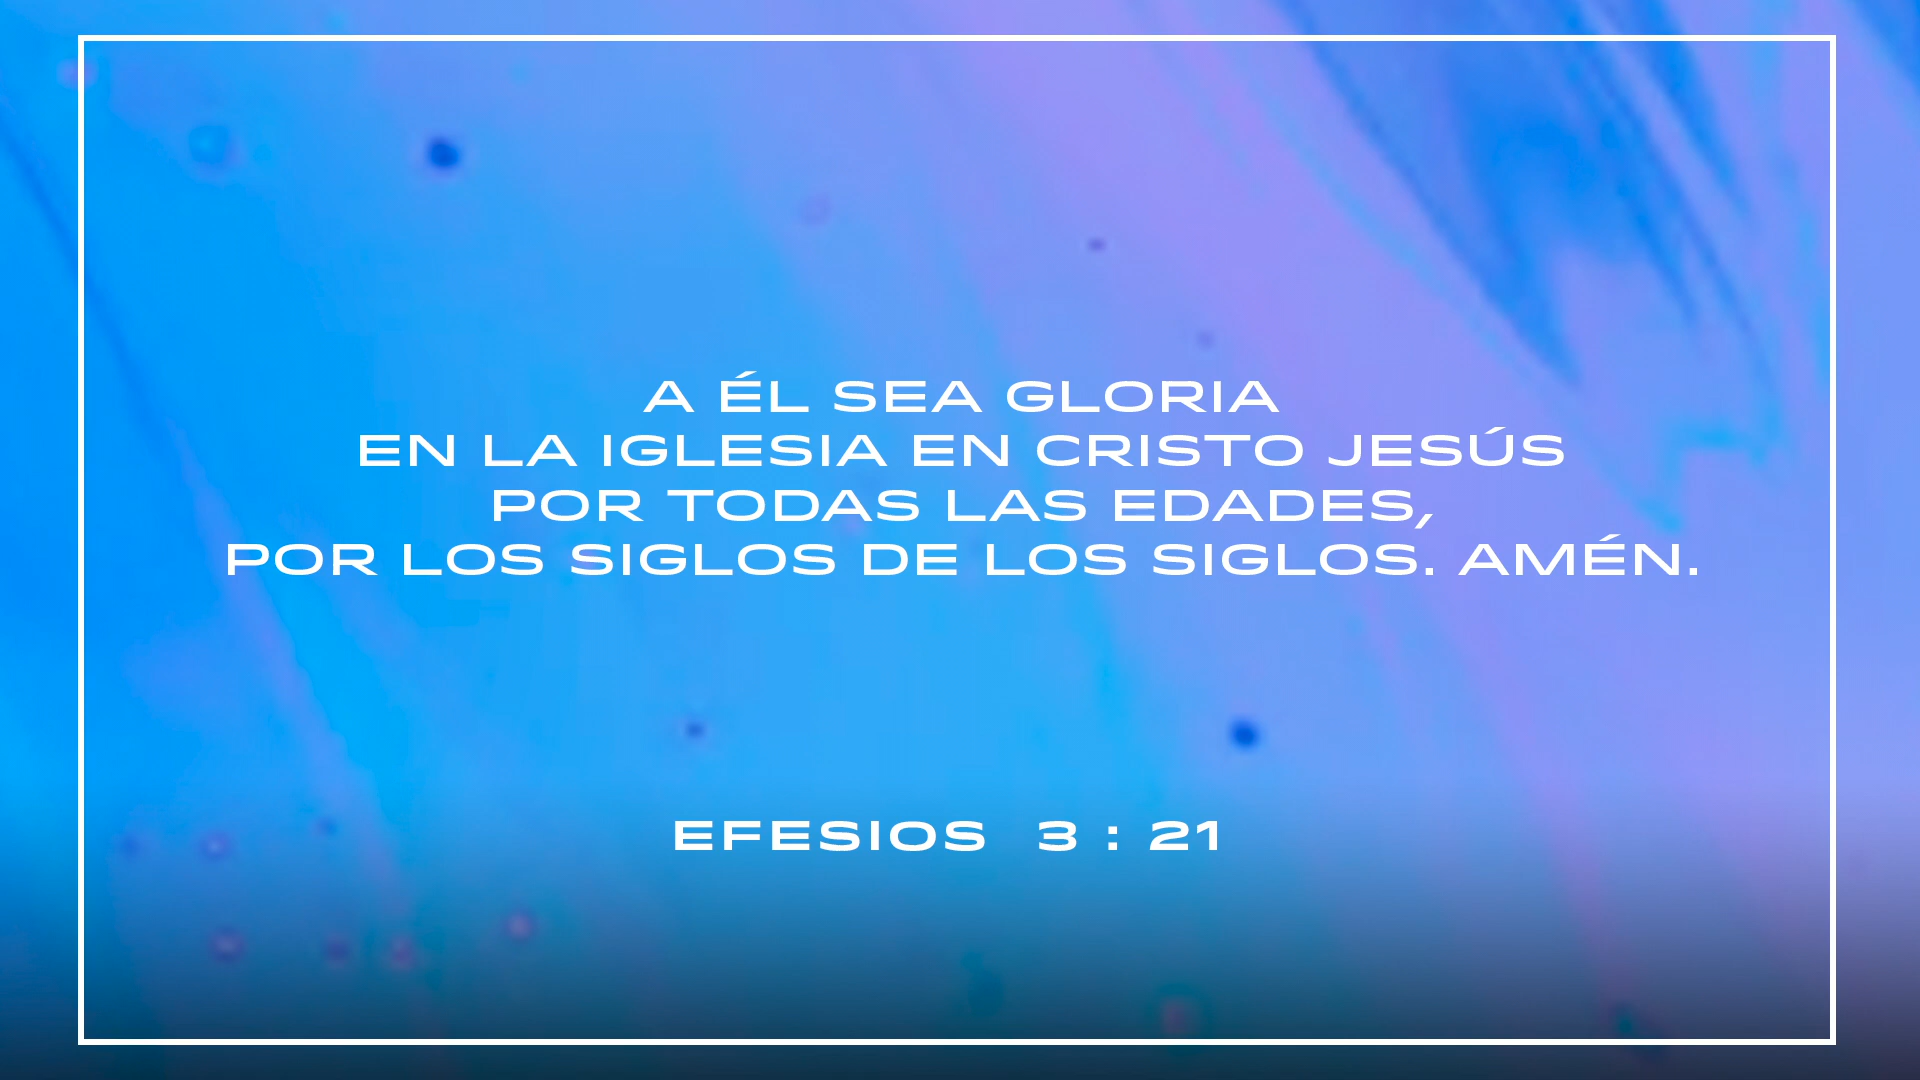 A ÉL SEA GLORIA
EN LA IGLESIA EN CRISTO JESÚS
POR TODAS LAS EDADES,
POR LOS SIGLOS DE LOS SIGLOS. AMÉN.
EFESIOS 3 : 21